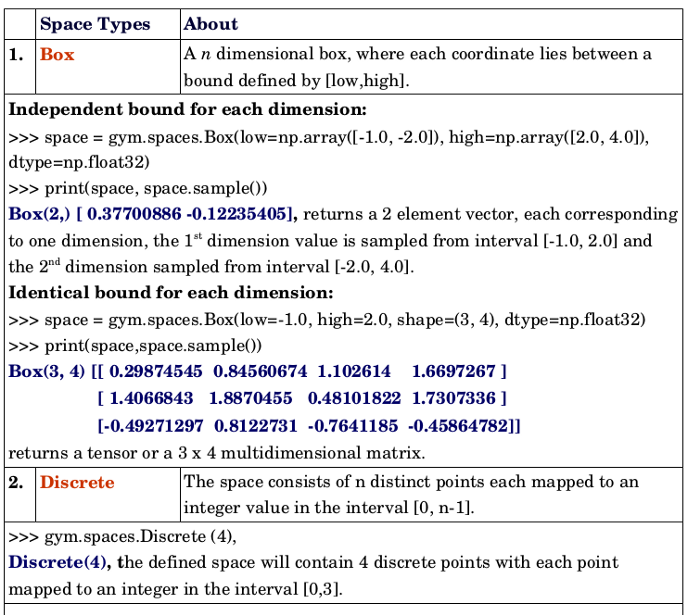 Space Types About
1. Box A n dimensional box, where each coordinate lies between a
bound defined by [low,high].
Independent bound for each dimension:
>>> space = gym.spaces.Box(low=np.array([-1.0, -2.0]), high=np.array([2.0, 4.0]),
dtype=np.float32)
>>> print(space, space.sample())
Box(2,) [ 0.37700886 -0.12235405], returns a 2 element vector, each corresponding
to one dimension, the 1st dimension value is sampled from interval [-1.0, 2.0] and
the 2nd dimension sampled from interval [-2.0, 4.0].
Identical bound for each dimension:
>>> space = gym.spaces.Box(low=-1.0, high=2.0, shape=(3, 4), dtype=np.float32)
>>> print(space,space.sample())
Box(3, 4) [[ 0.29874545 0.84560674 1.102614 1.6697267 ]
[ 1.4066843 1.8870455 0.48101822 1.7307336 ]
[-0.49271297 0.8122731 -0.7641185 -0.45864782]]
returns a tensor or a 3 x 4 multidimensional matrix.
2. Discrete The space consists of n distinct points each mapped to an
integer value in the interval [0, n-1].
>>> gym.spaces.Discrete (4),
Discrete(4), the defined space will contain 4 discrete points with each point
mapped to an integer in the interval [0,3].